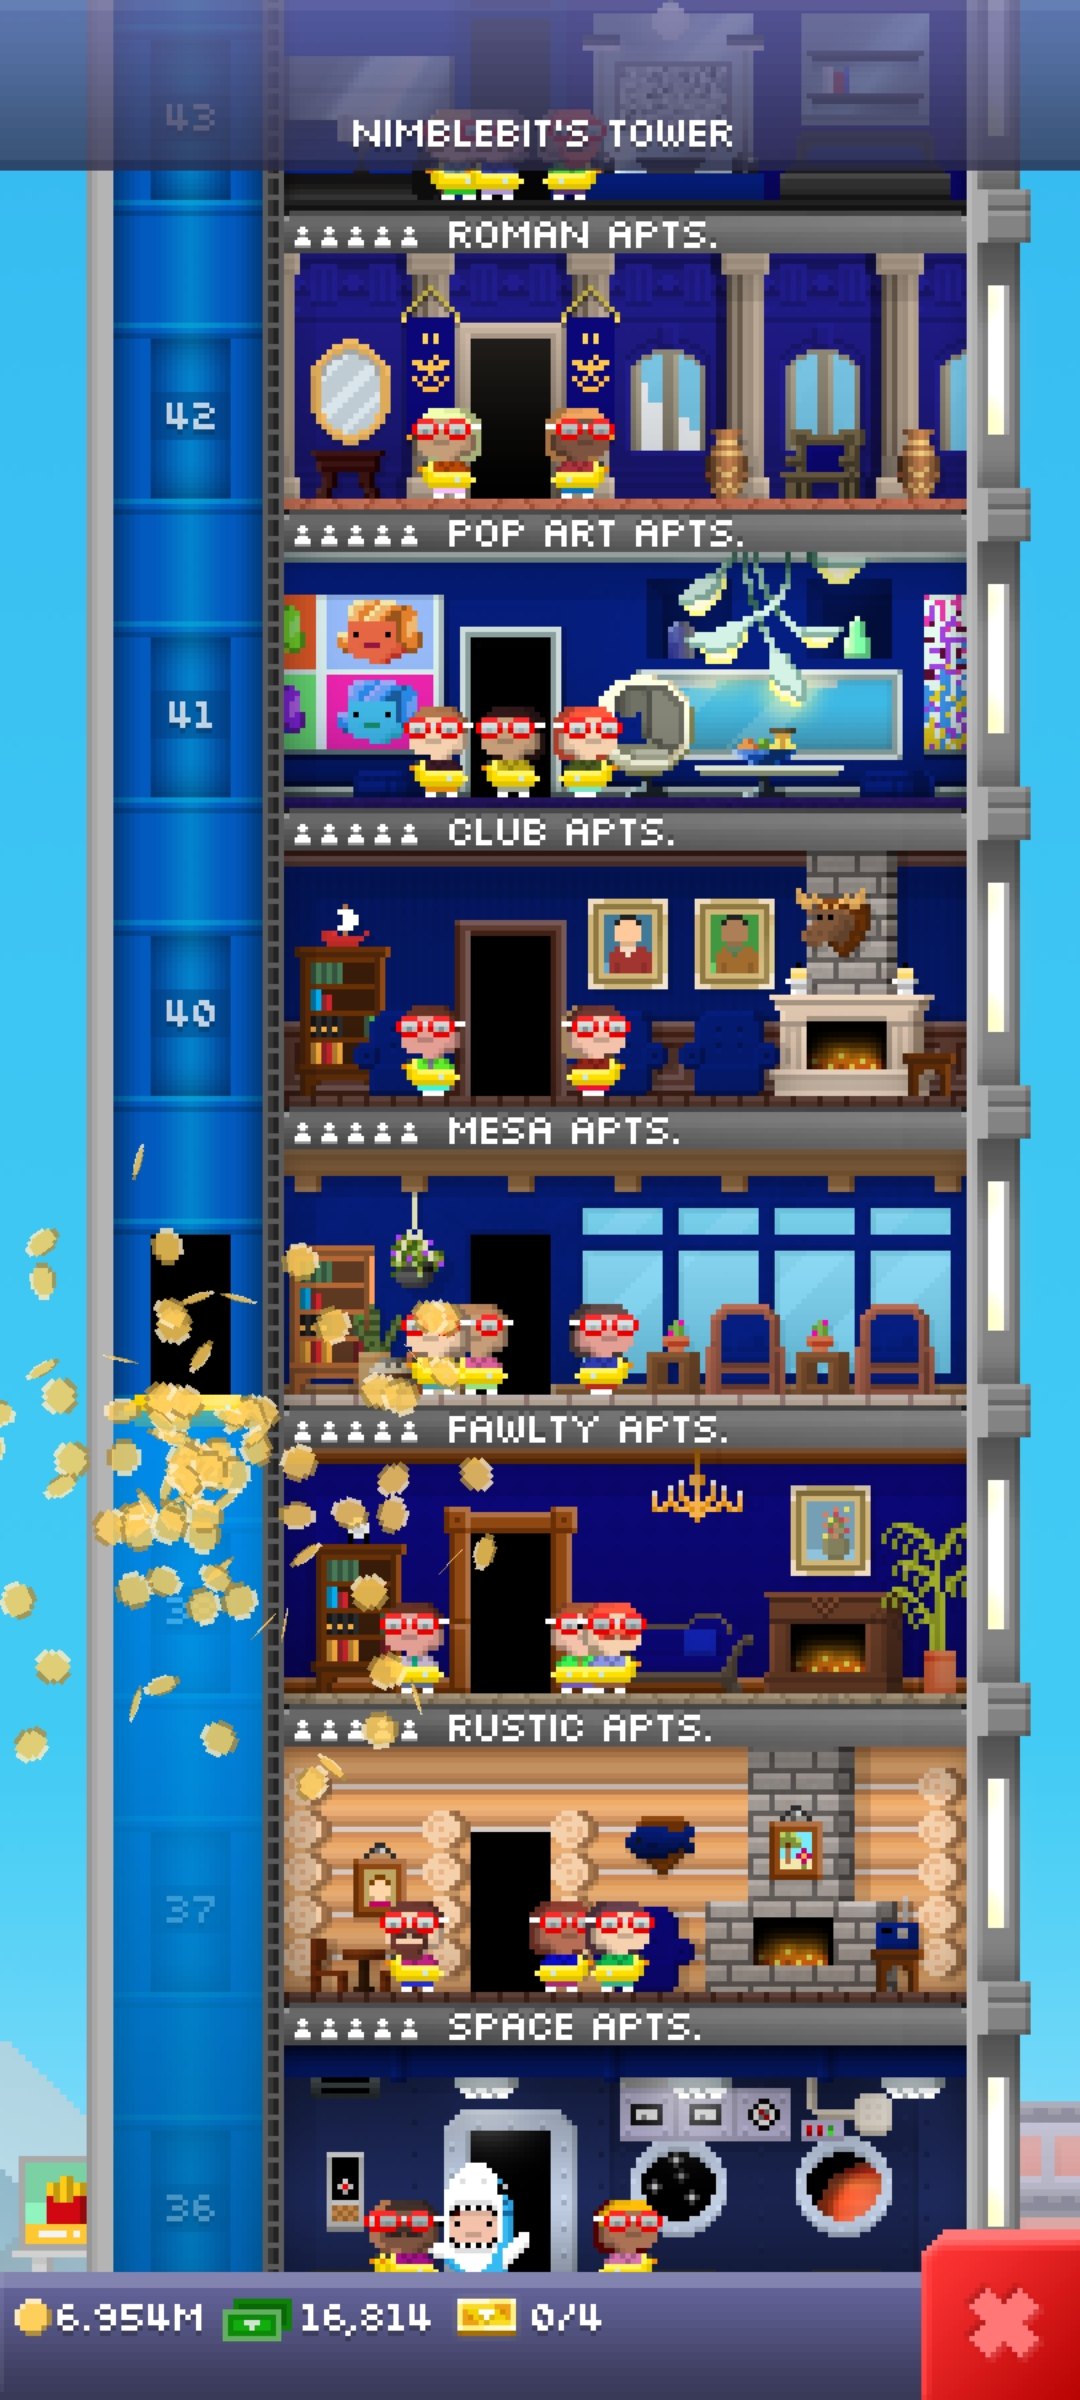 43
NIMBLEBIT'S TOWER
ROMAN APTS.
42
POP ART APTS.
41
CLUB APTS.
40
MESA APTS.
FAWLTY APTS.
RUSTIC APTS.
37
SPACE APTS.
36
6.954M 16,814 0/4